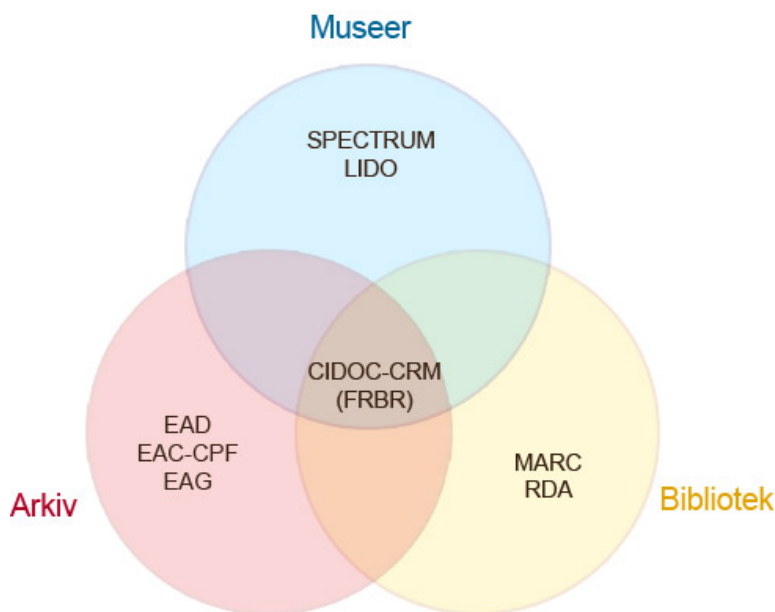 Museer
SPECTRUM
LIDO
CIDOC-CRM
(FRBR)
EAD
EAC-CPF
EAG
MARC
RDA
Arkiv
Bibliotek